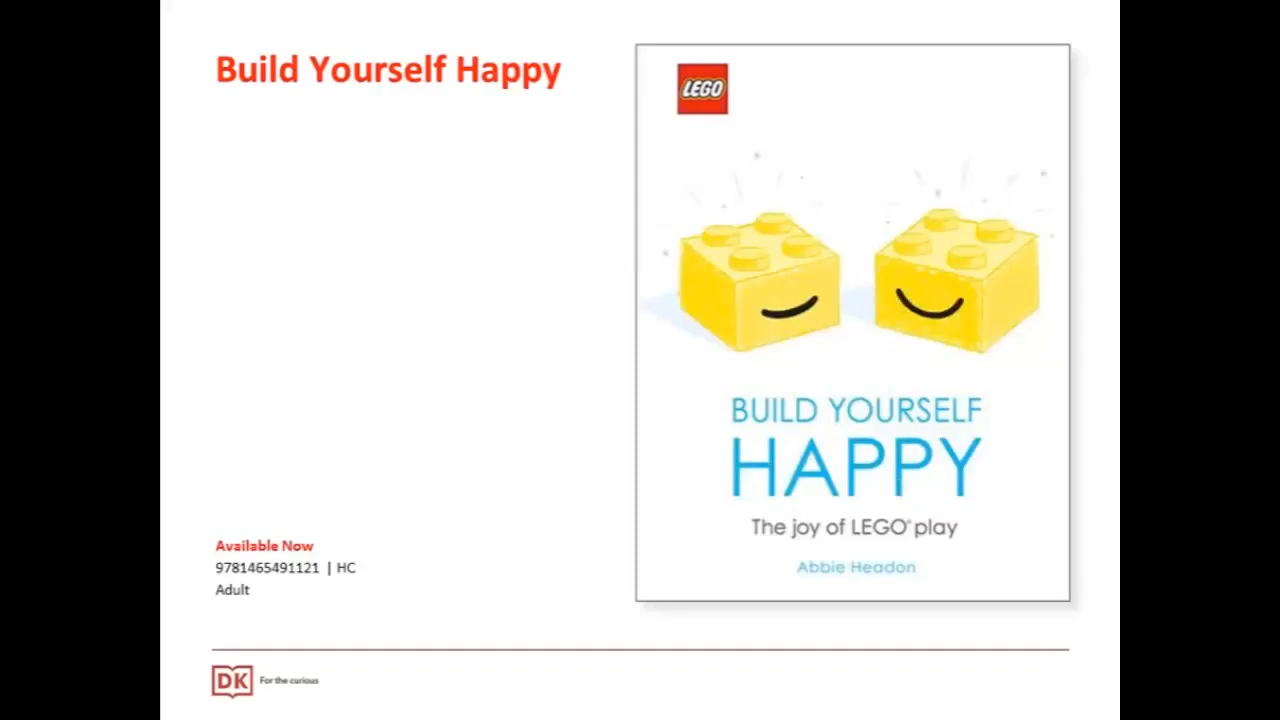 Build Yourself Happy
LEGO
BUILD YOURSELF
HAPPY
The joy of LEGO® play
Abbie Headon
Available Now
9781465491121 | HC
Adult
DK
For the curious